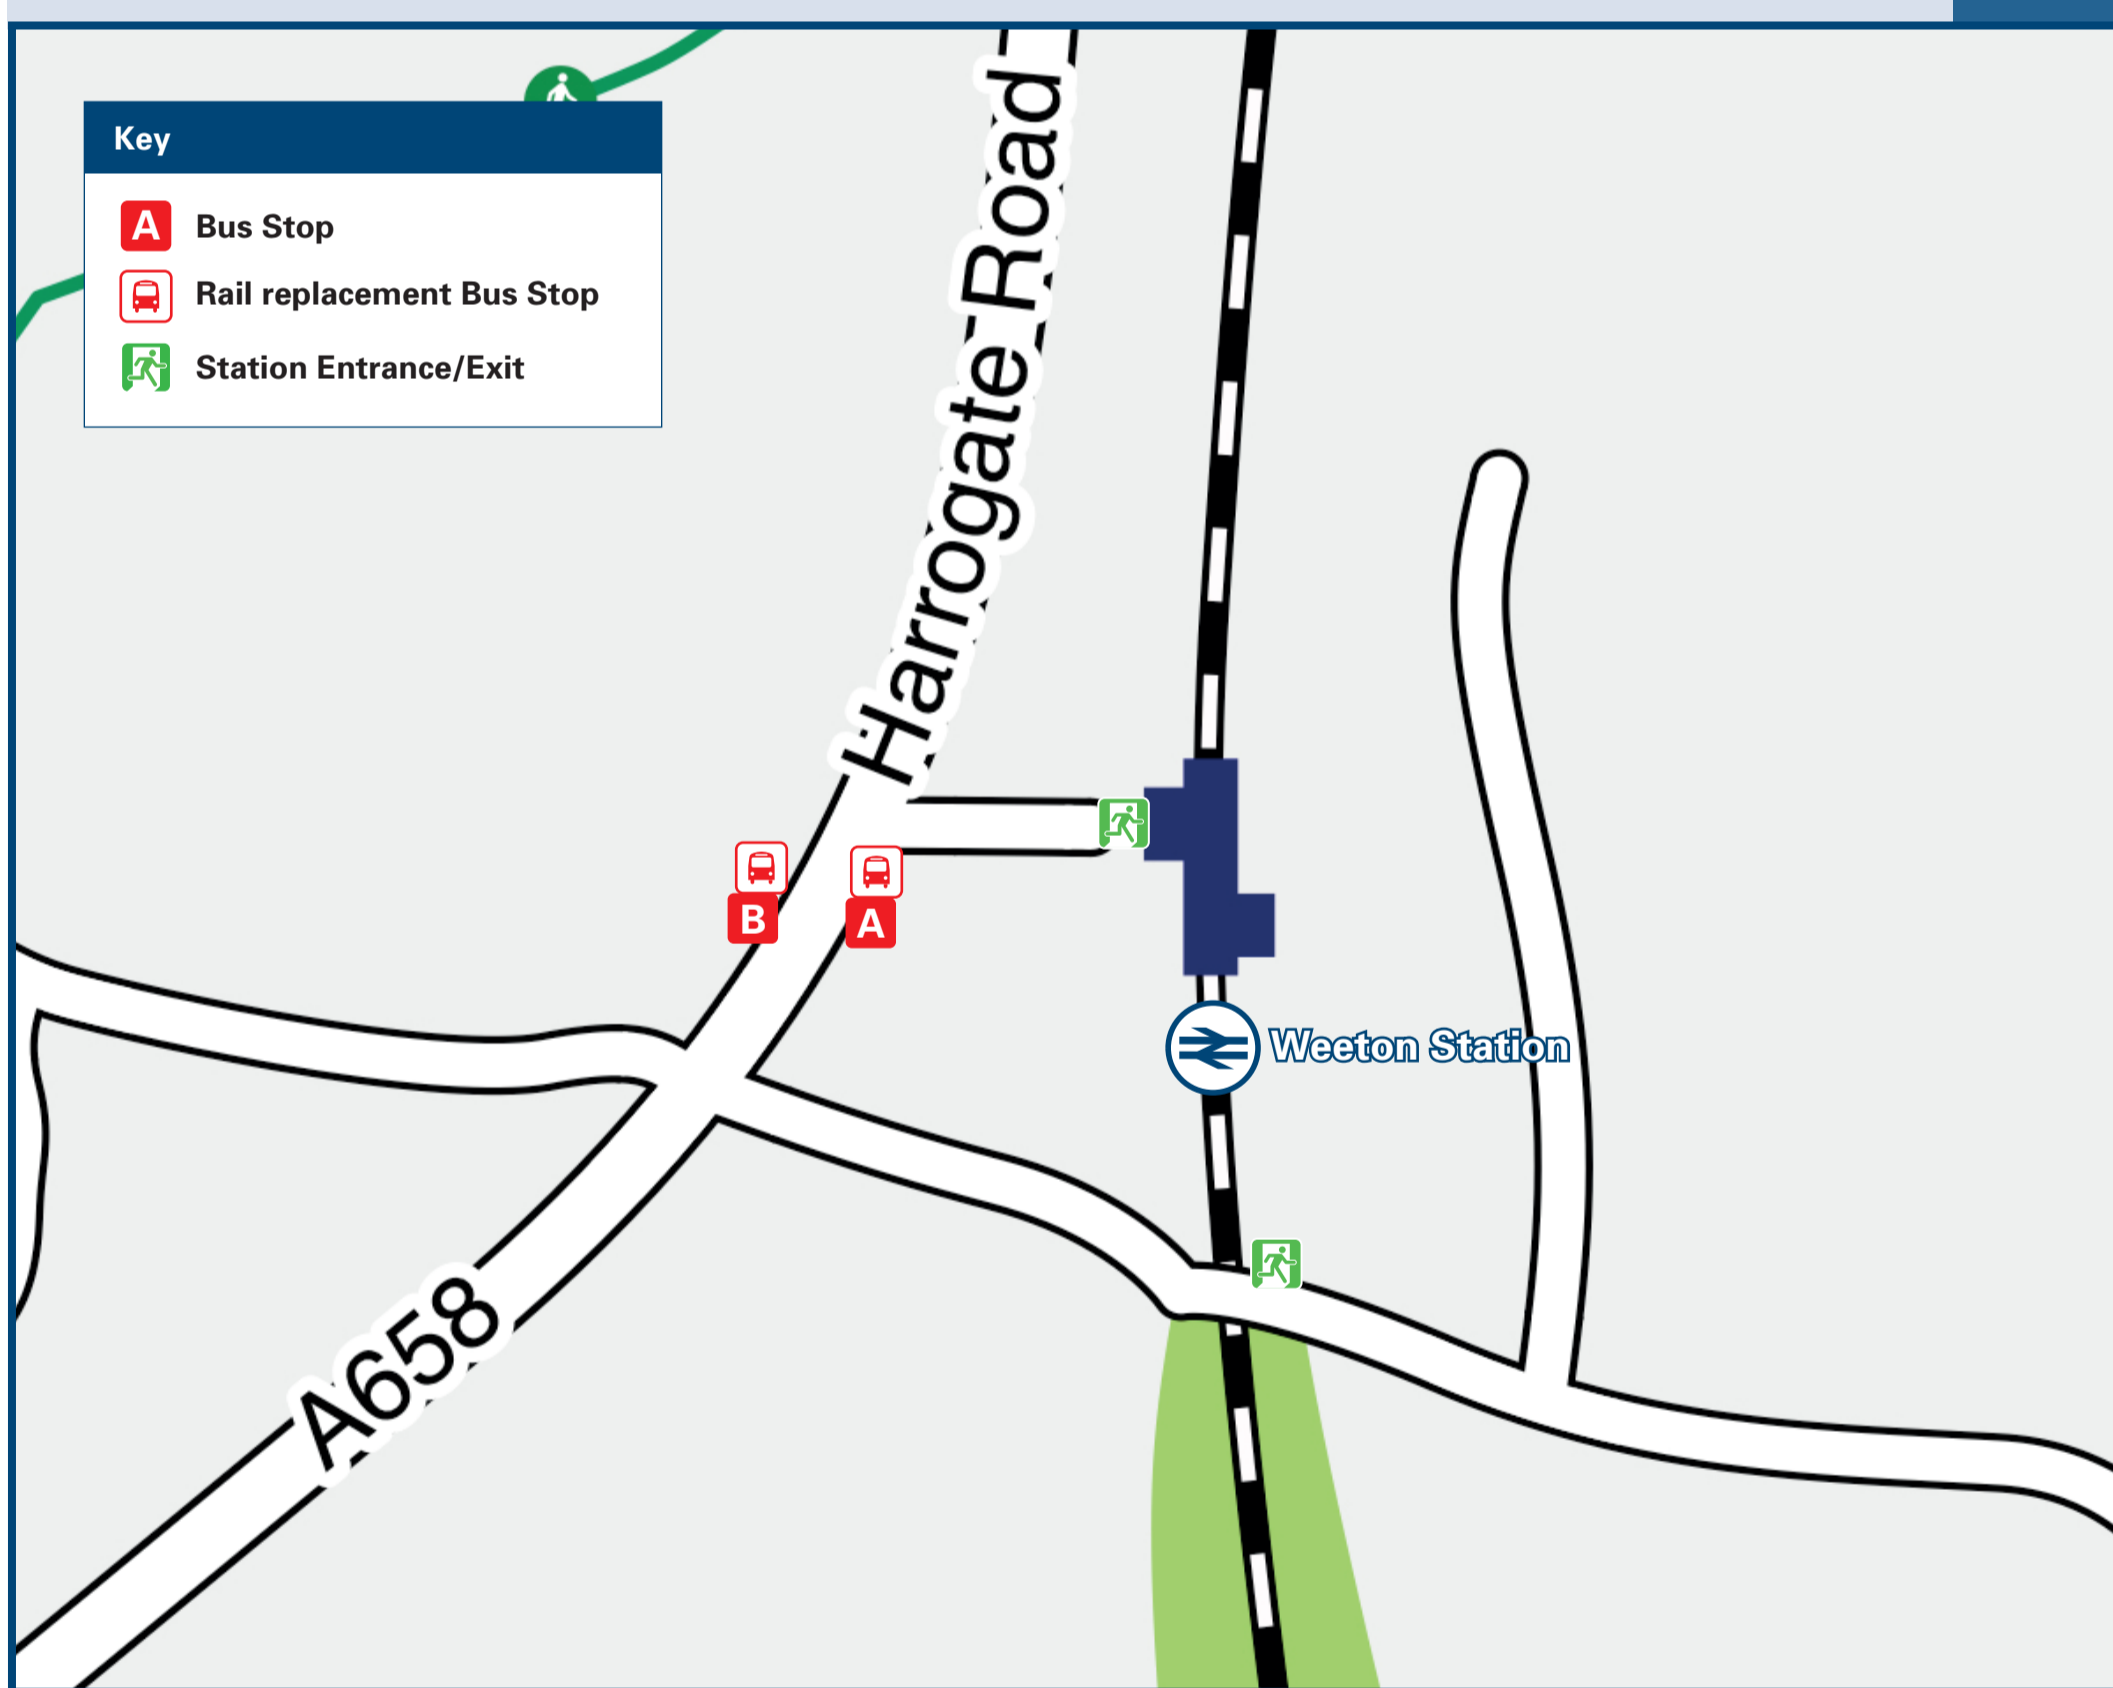 Key
A Bus Stop
Rail replacement Bus Stop
Station Entrance/Exit
Harrogate Road
B
A
Weeton Station
A658